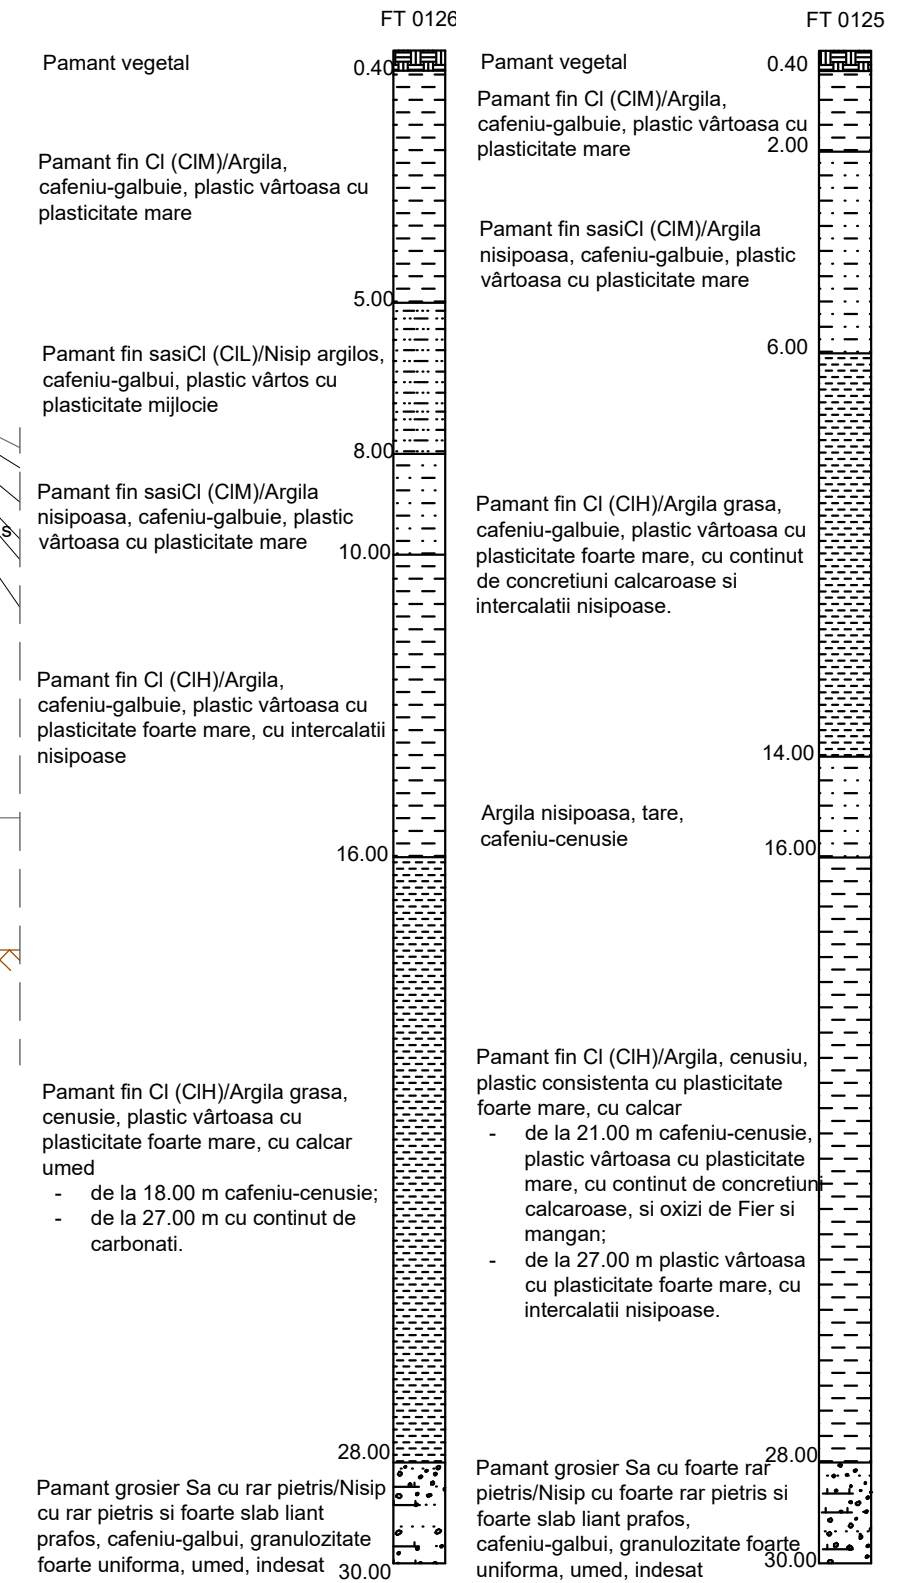 FT 0126
Pamant vegetal
0.40
Pamant fin Cl (ClM)/Argila,
cafeniu-galbuie, plastic vârtoasa cu
plasticitate mare
5.00
Pamant fin sasiCl (ClL)/Nisip argilos,
cafeniu-galbui, plastic vârtos cu
plasticitate mijlocie
8.00
Pamant fin sasiCl (ClM)/Argila
nisipoasa, cafeniu-galbuie, plastic
vârtoasa cu plasticitate mare
10.00
s
Pamant fin Cl (ClH)/Argila,
cafeniu-galbuie, plastic vârtoasa cu
plasticitate foarte mare, cu intercalatii
nisipoase
16.00
Pamant fin Cl (ClH)/Argila grasa,
cenusie, plastic vârtoasa cu
plasticitate foarte mare, cu calcar
umed
- de la 18.00 m cafeniu-cenusie;
- de la 27.00 m cu continut de
carbonati.
28.00
Pamant grosier Sa cu rar pietris/Nisip
cu rar pietris si foarte slab liant
prafos, cafeniu-galbui, granulozitate
foarte uniforma, umed, indesat
30.00
FT 0125
Pamant vegetal
0.40
Pamant fin Cl (ClM)/Argila,
cafeniu-galbuie, plastic vârtoasa cu
plasticitate mare
2.00
Pamant fin sasiCl (ClM)/Argila
nisipoasa, cafeniu-galbuie, plastic
vârtoasa cu plasticitate mare
6.00
Pamant fin Cl (ClH)/Argila grasa,
cafeniu-galbuie, plastic vârtoasa cu
plasticitate foarte mare, cu continut
de concretiuni calcaroase si
intercalatii nisipoase.
14.00
Argila nisipoasa, tare,
cafeniu-cenusie
16.00
Pamant fin Cl (ClH)/Argila, cenusiu,
plastic consistenta cu plasticitate
foarte mare, cu calcar
- de la 21.00 m cafeniu-cenusie,
plastic vârtoasa cu plasticitate
mare, cu continut de concretiuni
calcaroase, si oxizi de Fier si
mangan;
- de la 27.00 m plastic vârtoasa
cu plasticitate foarte mare, cu
intercalatii nisipoase.
28.00
Pamant grosier Sa cu foarte rar
pietris/Nisip cu foarte rar pietris si
foarte slab liant prafos,
cafeniu-galbui, granulozitate foarte
uniforma, umed, indesat
30.00